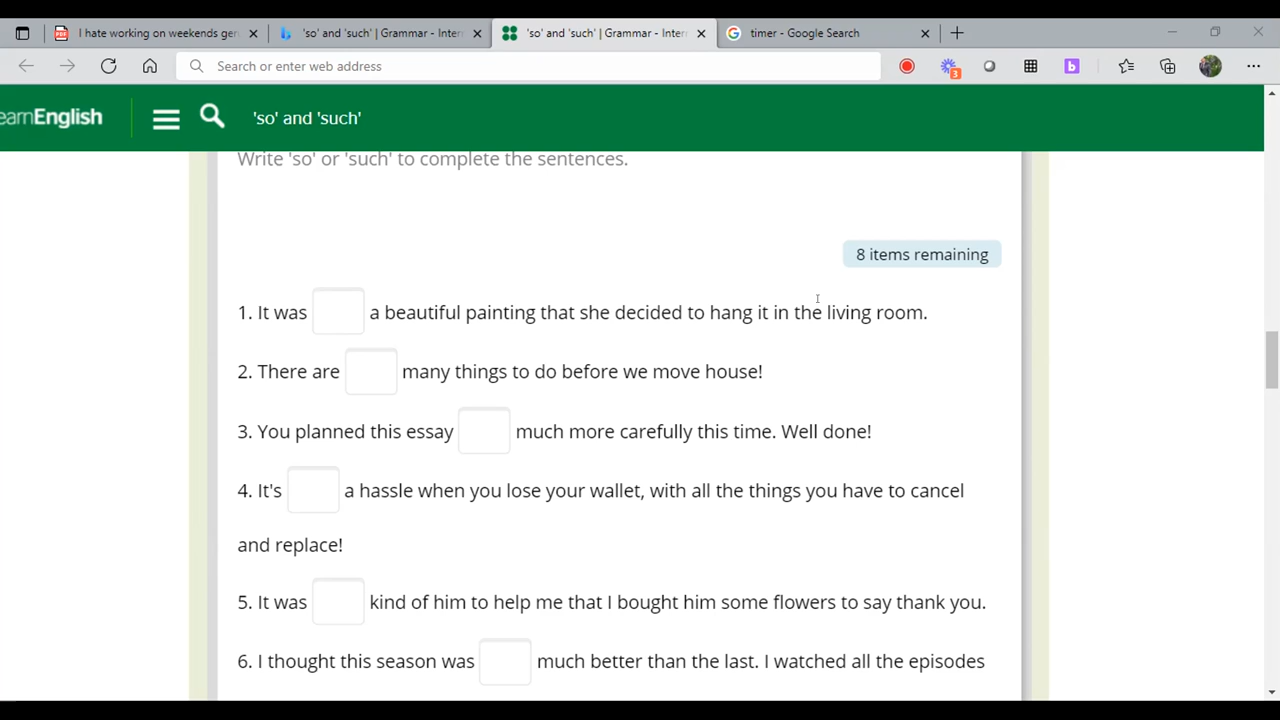 I hate working on weekends ger
'so' and 'such' | Grammar - Inter
'so' and 'such' | Grammar - Inter
timer - Google Search
Search or enter web address
3
b
earnEnglish
'so' and 'such'
Write 'so' or 'such' to complete the sentences.
8 items remaining
1. It was a beautiful painting that she decided to hang it in the living room.
2. There are many things to do before we move house!
3. You planned this essay much more carefully this time. Well done!
4. It's a hassle when you lose your wallet, with all the things you have to cancel
and replace!
5. It was kind of him to help me that I bought him some flowers to say thank you.
6. I thought this season was much better than the last. I watched all the episodes